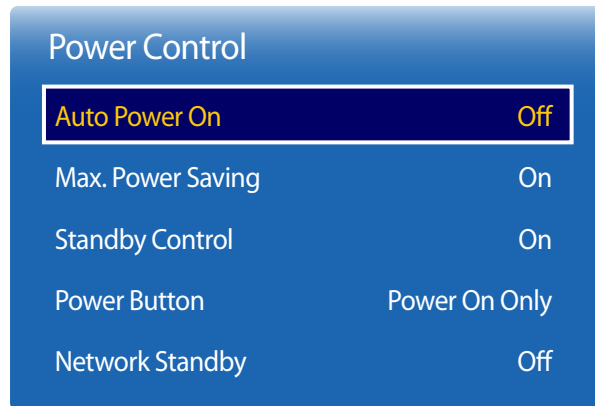 Power Control
Auto Power On Off
Max. Power Saving On
Standby Control On
Power Button Power On Only
Network Standby Off